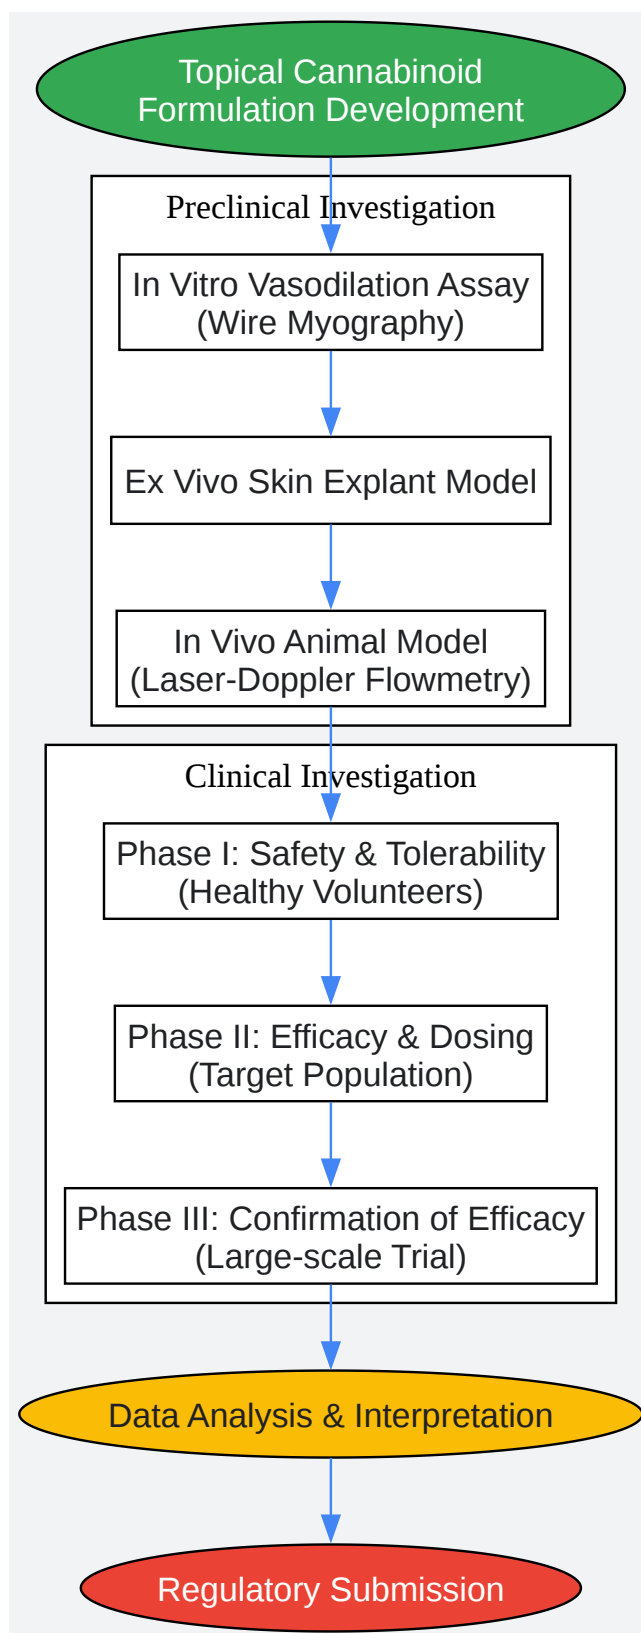 Topical Cannabinoid
Formulation Development
Preclinical Investigation
In Vitro Vasodilation Assay
(Wire Myography)
Ex Vivo Skin Explant Model
In Vivo Animal Model
(Laser-Doppler Flowmetry)
Clinical Investigation
Phase I: Safety & Tolerability
(Healthy Volunteers)
Phase II: Efficacy & Dosing
(Target Population)
Phase III: Confirmation of Efficacy
(Large-scale Trial)
Data Analysis & Interpretation
Regulatory Submission